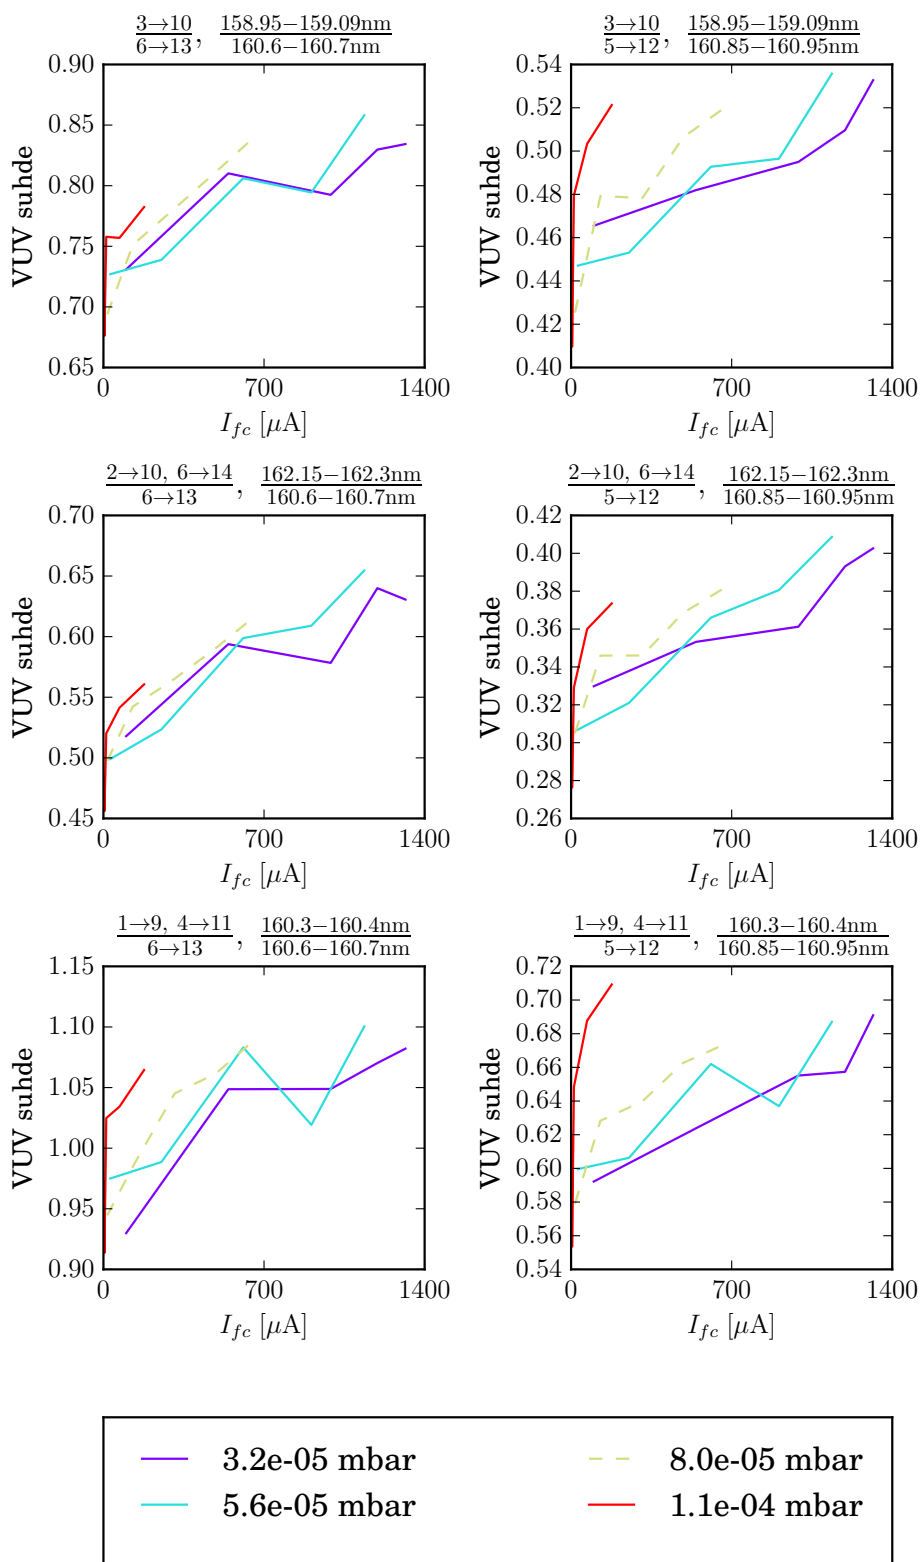 3→10/6→13, 158.95−159.09nm/160.6−160.7nm
0.90
0.85
0.80
0.75
0.70
0.65
VUV suhde
0 700 1400
I_fc [μA]
3→10/5→12, 158.95−159.09nm/160.85−160.95nm
0.54
0.52
0.50
0.48
0.46
0.44
0.42
0.40
VUV suhde
0 700 1400
I_fc [μA]
2→10, 6→14/6→13, 162.15−162.3nm/160.6−160.7nm
0.70
0.65
0.60
0.55
0.50
0.45
VUV suhde
0 700 1400
I_fc [μA]
2→10, 6→14/5→12, 162.15−162.3nm/160.85−160.95nm
0.42
0.40
0.38
0.36
0.34
0.32
0.30
0.28
0.26
VUV suhde
0 700 1400
I_fc [μA]
1→9, 4→11/6→13, 160.3−160.4nm/160.6−160.7nm
1.15
1.10
1.05
1.00
0.95
0.90
VUV suhde
0 700 1400
I_fc [μA]
1→9, 4→11/5→12, 160.3−160.4nm/160.85−160.95nm
0.72
0.70
0.68
0.66
0.64
0.62
0.60
0.58
0.56
0.54
VUV suhde
0 700 1400
I_fc [μA]
3.2e-05 mbar
5.6e-05 mbar
8.0e-05 mbar
1.1e-04 mbar